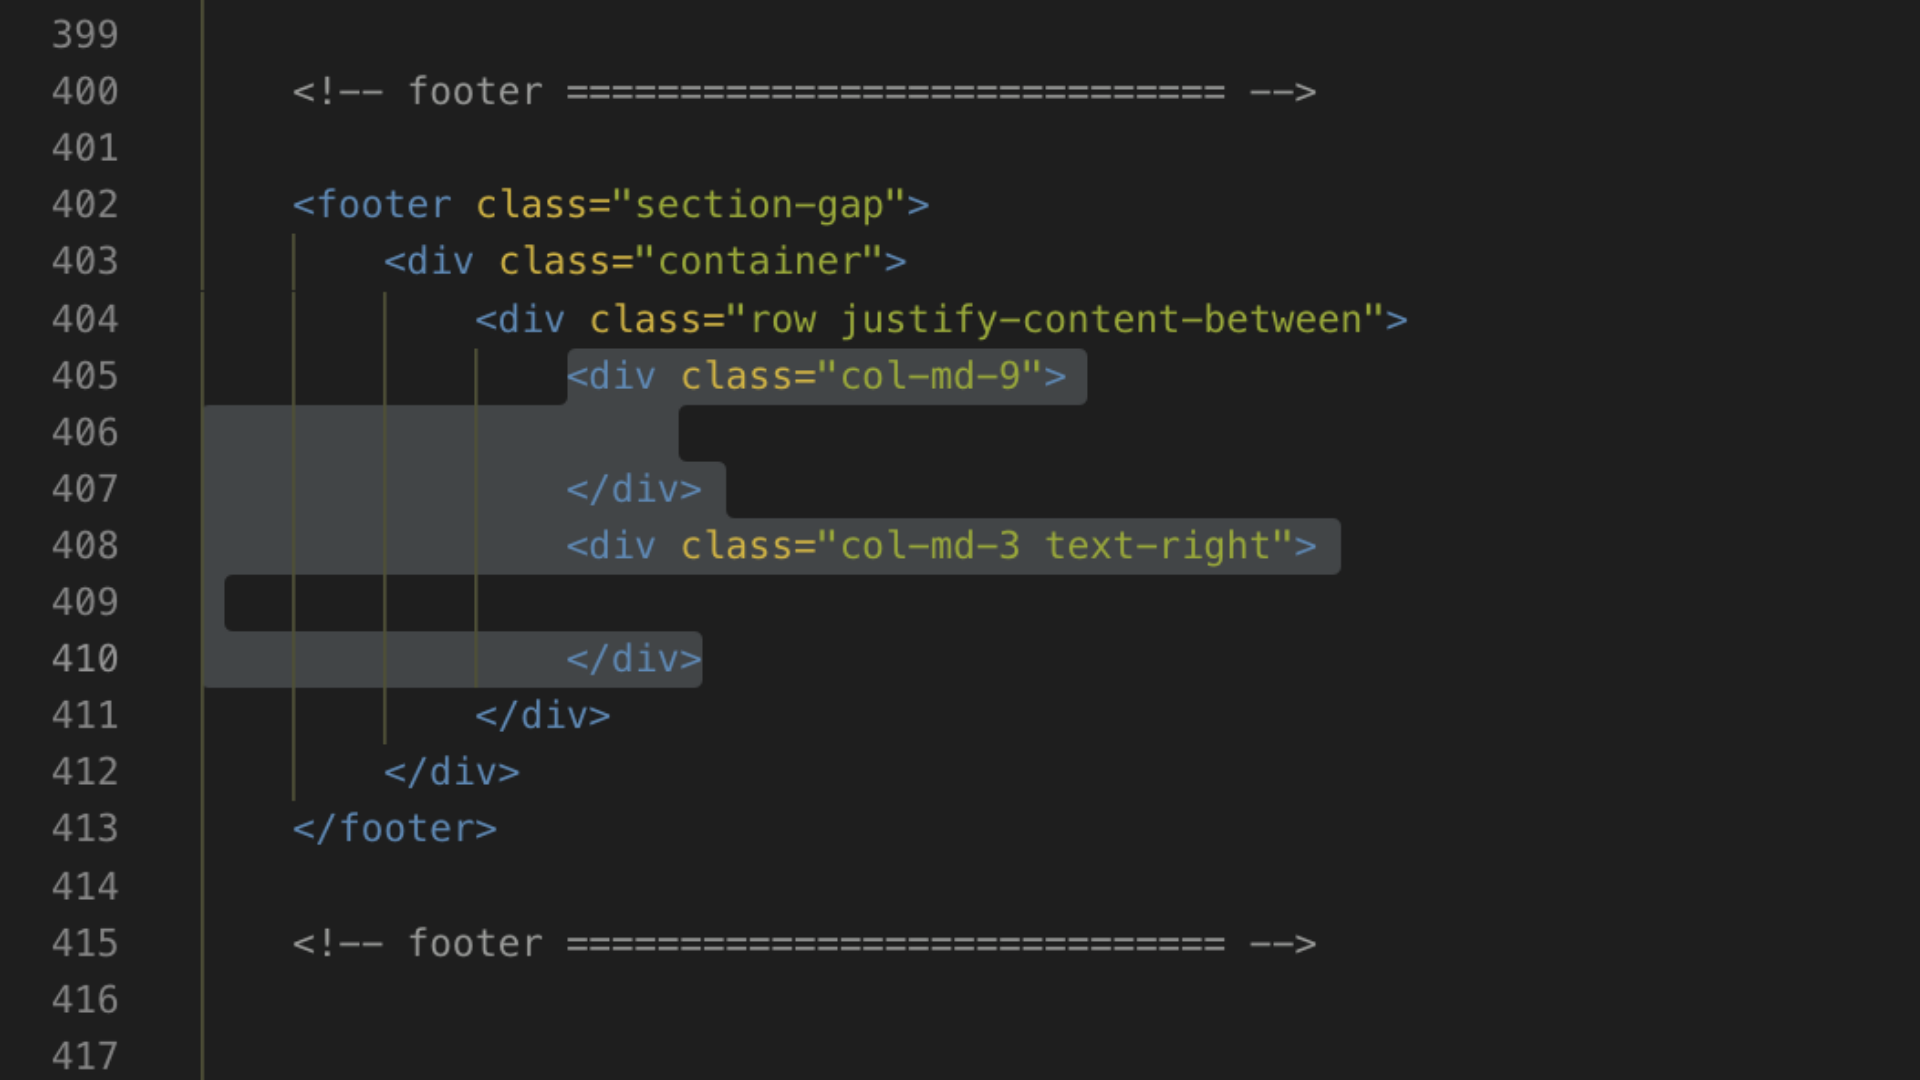 399
400 <!-- footer ============================= -->
401
402 <footer class="section-gap">
403 <div class="container">
404 <div class="row justify-content-between">
405 <div class="col-md-9">
406
407 </div>
408 <div class="col-md-3 text-right">
409
410 </div>
411 </div>
412 </div>
413 </footer>
414
415 <!-- footer ============================= -->
416
417